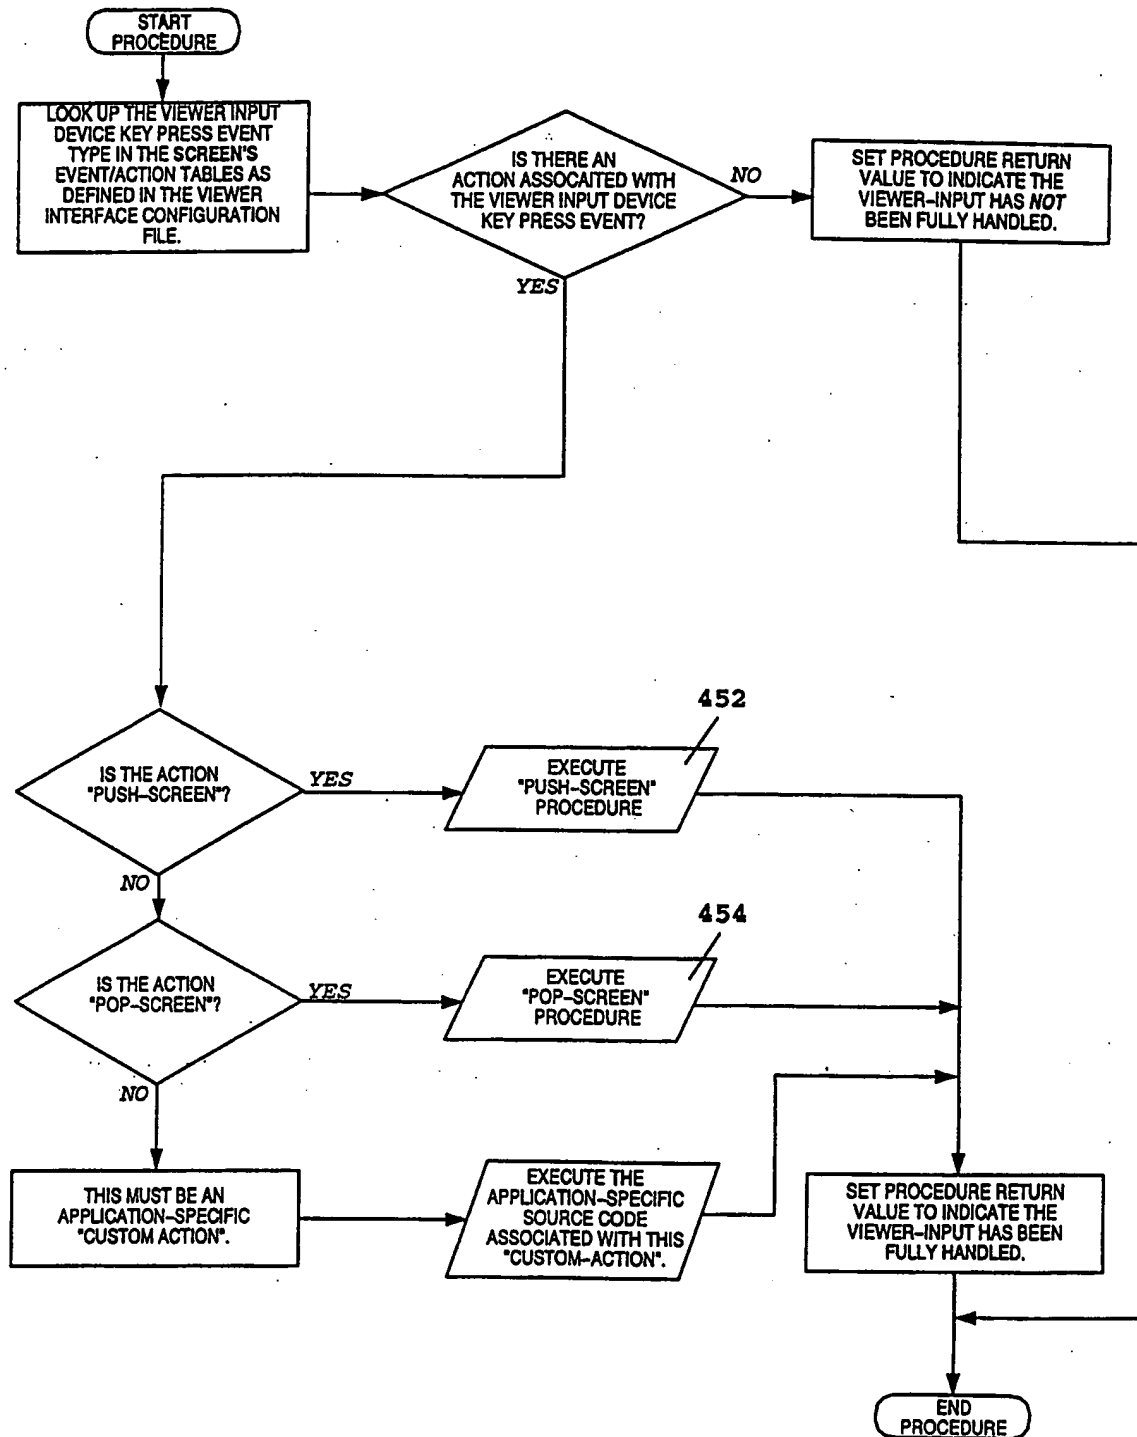 START
PROCEDURE
LOOK UP THE VIEWER INPUT
DEVICE KEY PRESS EVENT
TYPE IN THE SCREEN'S
EVENT/ACTION TABLES AS
DEFINED IN THE VIEWER
INTERFACE CONFIGURATION
FILE.
IS THERE AN
ACTION ASSOCAITED WITH
THE VIEWER INPUT DEVICE
KEY PRESS EVENT?
NO
SET PROCEDURE RETURN
VALUE TO INDICATE THE
VIEWER-INPUT HAS NOT
BEEN FULLY HANDLED.
YES
IS THE ACTION
"PUSH-SCREEN"?
YES
452
EXECUTE
"PUSH-SCREEN"
PROCEDURE
NO
IS THE ACTION
"POP-SCREEN"?
YES
454
EXECUTE
"POP-SCREEN"
PROCEDURE
NO
THIS MUST BE AN
APPLICATION-SPECIFIC
"CUSTOM ACTION".
EXECUTE THE
APPLICATION-SPECIFIC
SOURCE CODE
ASSOCIATED WITH THIS
"CUSTOM-ACTION".
SET PROCEDURE RETURN
VALUE TO INDICATE THE
VIEWER-INPUT HAS BEEN
FULLY HANDLED.
END
PROCEDURE